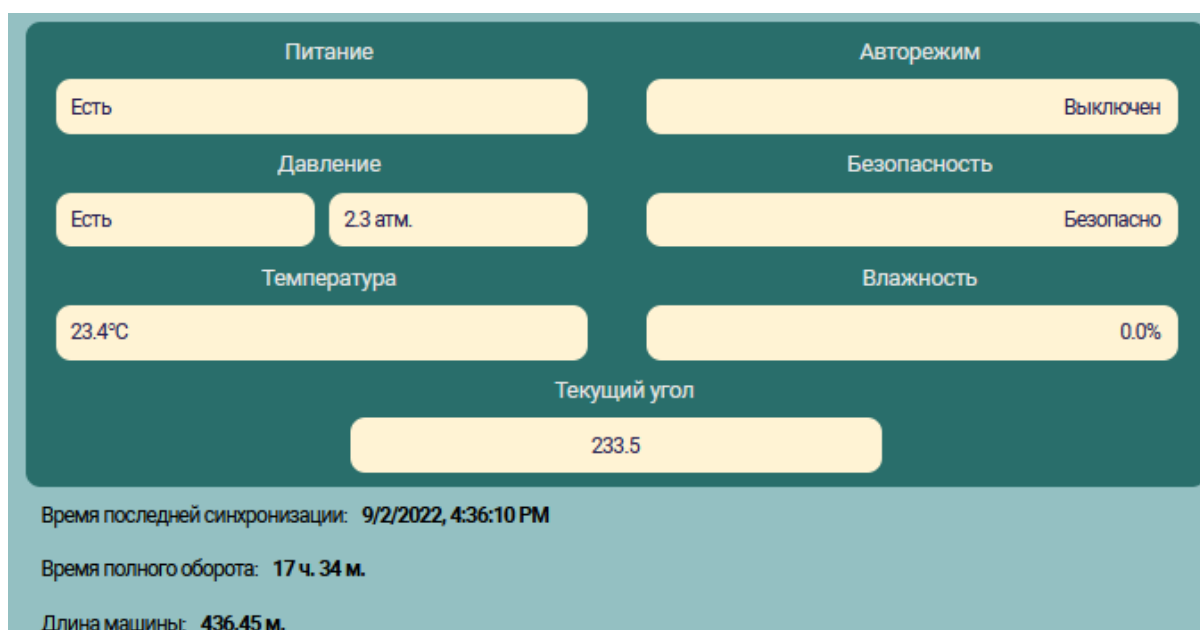 Питание
Авторежим
Есть
Выключен
Давление
Безопасность
Есть
2.3 атм.
Безопасно
Температура
Влажность
23.4°C
0.0%
Текущий угол
233.5
Время последней синхронизации: 9/2/2022, 4:36:10 PM
Время полного оборота: 17 ч. 34 м.
Длина машины: 436.45 м.